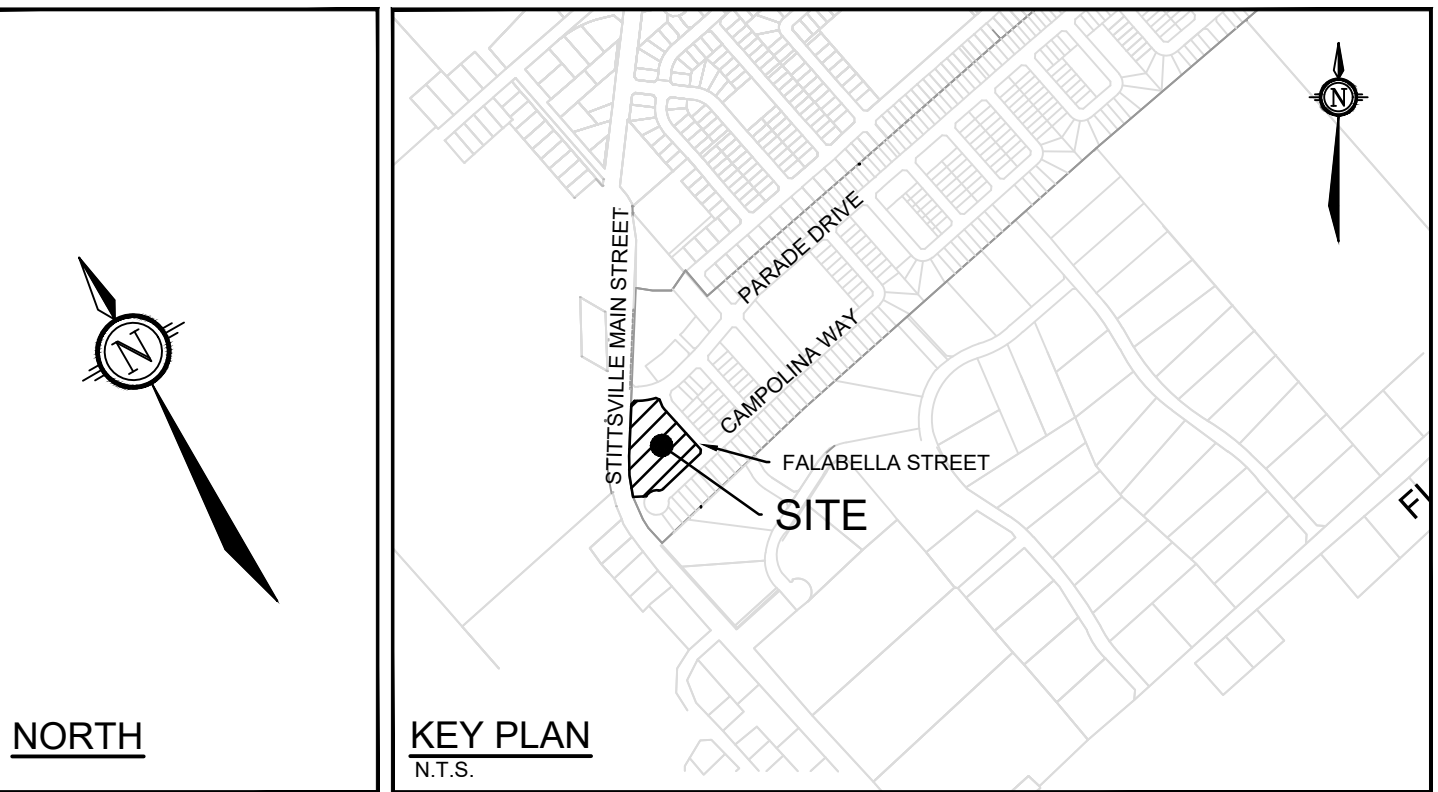 N
NORTH
N
STITTSVILLE MAIN STREET
PARADE DRIVE
CAMPOLINA WAY
FALABELLA STREET
SITE
KEY PLAN
N.T.S.